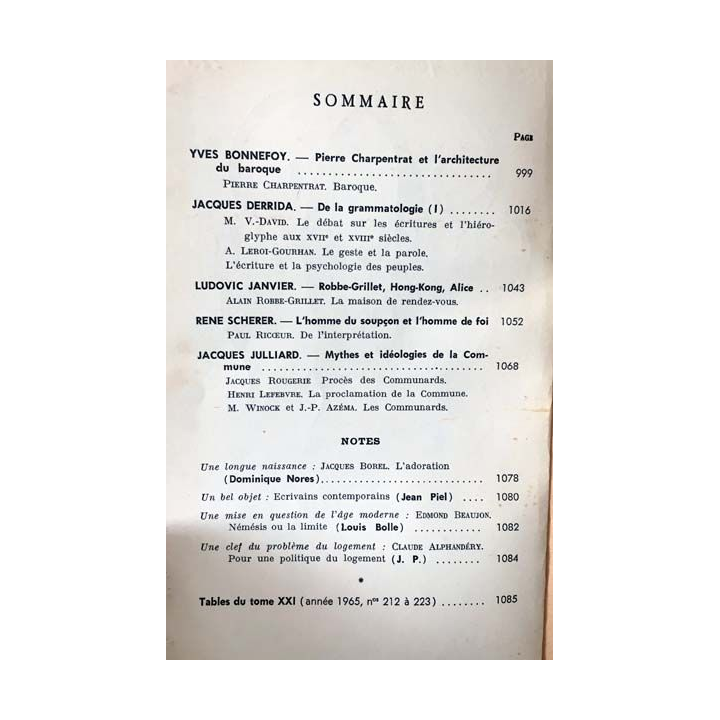 SOMMAIRE
PAGE
YVES BONNEFOY. — Pierre Charpentrat et l'architecture
du baroque ................................ 999
PIERRE CHARPENTRAT. Baroque.
JACQUES DERRIDA. — De la grammatologie (I) ........ 1016
M. V.-DAVID. Le débat sur les écritures et l'hiéro-
glyphe aux XVIIe et XVIIIe siècles.
A. LEROI-GOURHAN. Le geste et la parole.
L'écriture et la psychologie des peuples.
LUDOVIC JANVIER. — Robbe-Grillet, Hong-Kong, Alice .. 1043
ALAIN ROBBE-GRILLET. La maison de rendez-vous.
RENE SCHERER. — L'homme du soupçon et l'homme de foi 1052
PAUL RICŒUR. De l'interprétation.
JACQUES JULLIARD. — Mythes et idéologies de la Com-
mune ..................................... 1068
JACQUES ROUGERIE Procès des Communards.
HENRI LEFEBVRE. La proclamation de la Commune.
M. WINOCK et J.-P. AZÉMA. Les Communards.
NOTES
Une longue naissance : JACQUES BOREL. L'adoration
(Dominique Nores)........................... 1078
Un bel objet : Ecrivains contemporains (Jean Piel) .... 1080
Une mise en question de l'âge moderne : EDMOND BEAUJON.
Némésis ou la limite (Louis Bolle) ............ 1082
Une clef du problème du logement : CLAUDE ALPHANDÉRY.
Pour une politique du logement (J. P.) ........ 1084
Tables du tome XXI (année 1965, nos 212 à 223) ........ 1085